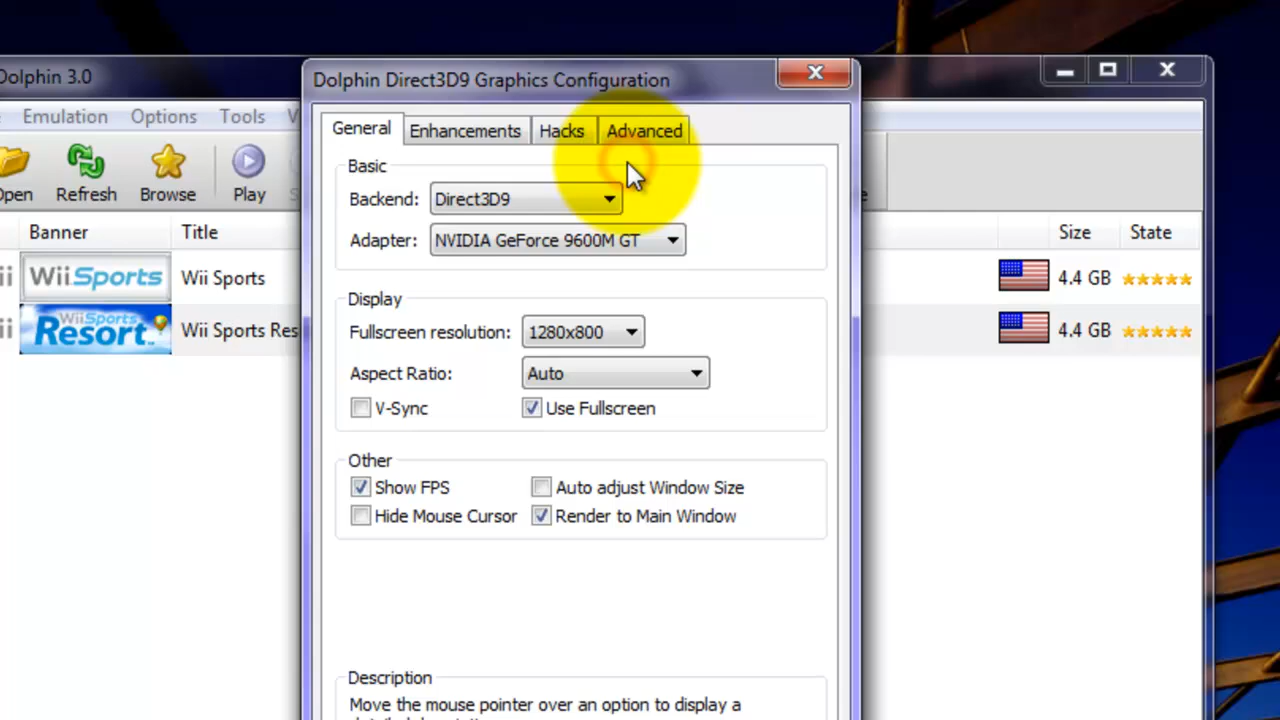 Dolphin 3.0
Dolphin Direct3D9 Graphics Configuration
Emulation Options Tools
Refresh Browse Play
General Enhancements Hacks Advanced
Basic
Backend: Direct3D9
Adapter: NVIDIA GeForce 9600M GT
Display
Fullscreen resolution: 1280x800
Aspect Ratio: Auto
V-Sync Use Fullscreen
Other
Show FPS Auto adjust Window Size
Hide Mouse Cursor Render to Main Window
Description
Move the mouse pointer over an option to display a
Banner Title Size State
Wii Sports Wii Sports 4.4 GB
Wii Sports Resort Wii Sports Res 4.4 GB